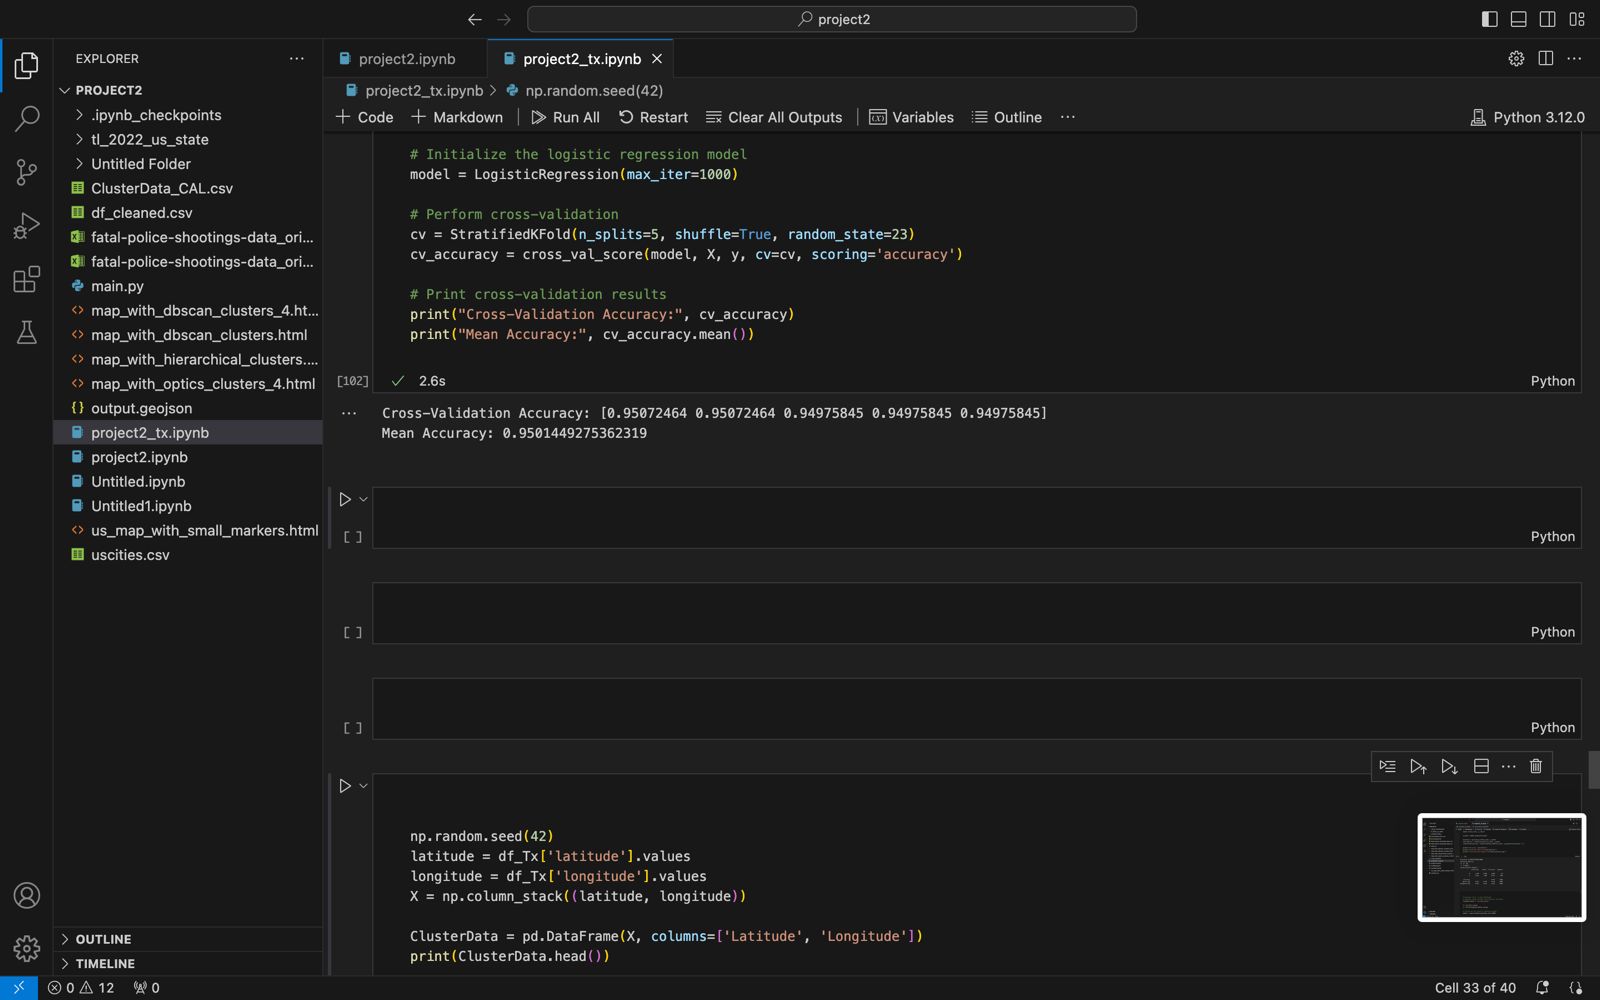 project2
EXPLORER
PROJECT2
.ipynb_checkpoints
tl_2022_us_state
Untitled Folder
ClusterData_CAL.csv
df_cleaned.csv
fatal-police-shootings-data_ori...
fatal-police-shootings-data_ori...
main.py
map_with_dbscan_clusters_4.ht...
map_with_dbscan_clusters.html
map_with_hierarchical_clusters....
map_with_optics_clusters_4.html
output.geojson
project2_tx.ipynb
project2.ipynb
Untitled.ipynb
Untitled1.ipynb
us_map_with_small_markers.html
uscities.csv
OUTLINE
TIMELINE
project2.ipynb
project2_tx.ipynb
project2_tx.ipynb > np.random.seed(42)
+ Code + Markdown Run All Restart Clear All Outputs Variables Outline ... Python 3.12.0
# Initialize the logistic regression model
model = LogisticRegression(max_iter=1000)
# Perform cross-validation
cv = StratifiedKFold(n_splits=5, shuffle=True, random_state=23)
cv_accuracy = cross_val_score(model, X, y, cv=cv, scoring='accuracy')
# Print cross-validation results
print("Cross-Validation Accuracy:", cv_accuracy)
print("Mean Accuracy:", cv_accuracy.mean())
[102] ✓ 2.6s Python
... Cross-Validation Accuracy: [0.95072464 0.95072464 0.94975845 0.94975845 0.94975845]
Mean Accuracy: 0.9501449275362319
[ ] Python
[ ] Python
[ ] Python
np.random.seed(42)
latitude = df_Tx['latitude'].values
longitude = df_Tx['longitude'].values
X = np.column_stack((latitude, longitude))
ClusterData = pd.DataFrame(X, columns=['Latitude', 'Longitude'])
print(ClusterData.head())
0 12 0 Cell 33 of 40